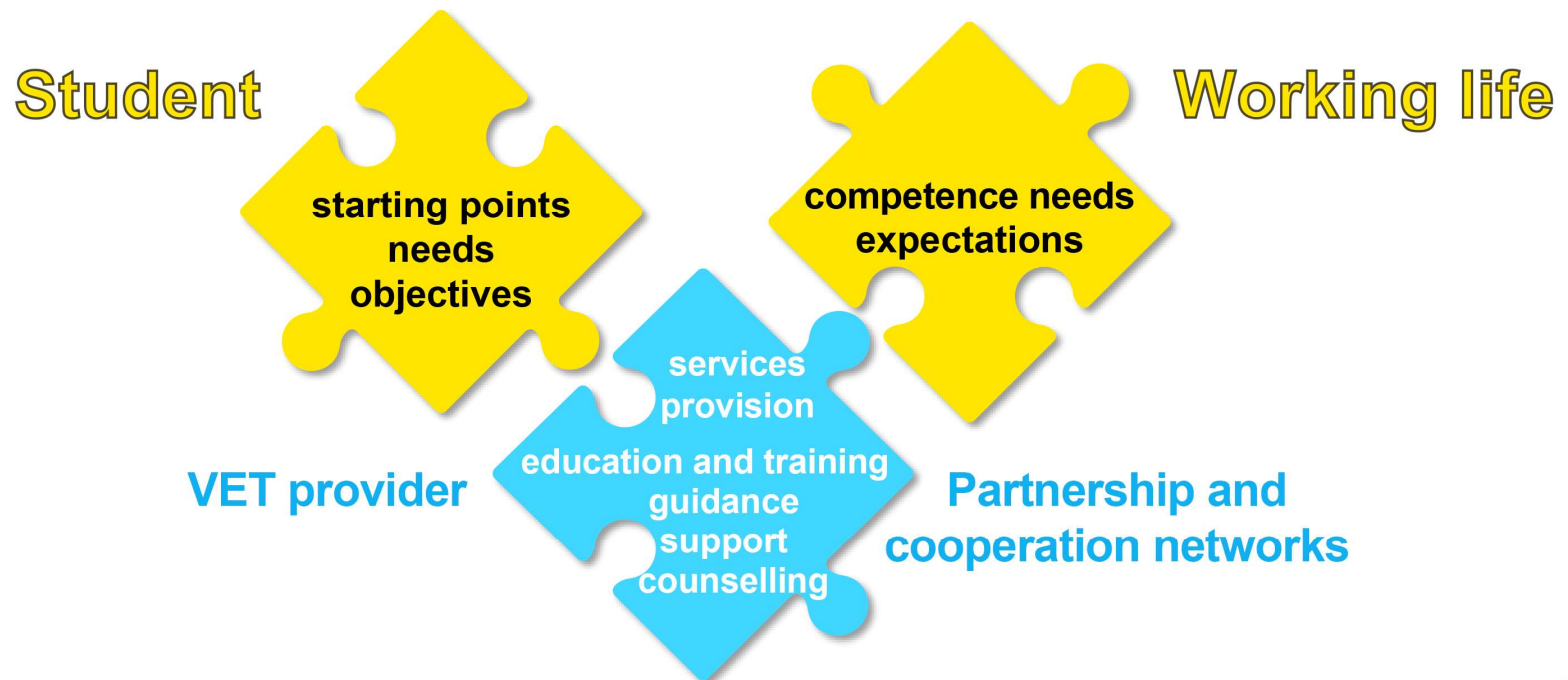 Student
starting points
needs
objectives
Working life
competence needs
expectations
services
provision
education and training
guidance
support
counselling
VET provider
Partnership and
cooperation networks